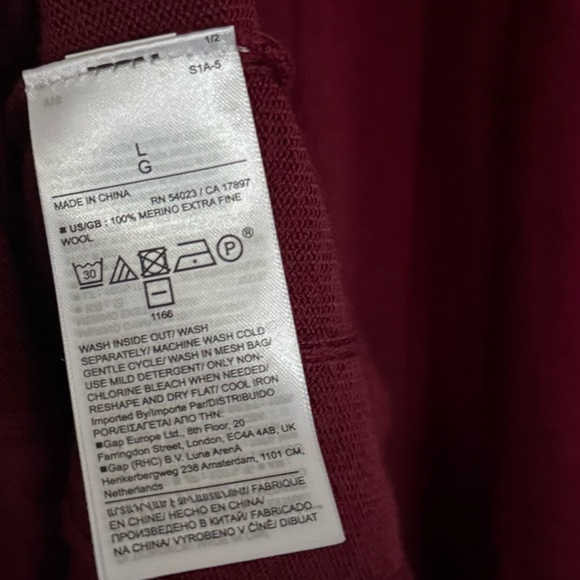 1/2
S1A-5
L
G
MADE IN CHINA RN 54023 / CA 17897
■ US/GB : 100% MERINO EXTRA FINE
WOOL
30 P ®
1166
WASH INSIDE OUT/ WASH
SEPARATELY/ MACHINE WASH COLD
GENTLE CYCLE/ WASH IN MESH BAG/
USE MILD DETERGENT/ ONLY NON-
CHLORINE BLEACH WHEN NEEDED/
RESHAPE AND DRY FLAT/ COOL IRON
Imported By/Importe Par/DISTRIBUIDO
POR/ΕΙΣΑΓΕΤΑΙ ΑΠΟ ΤΗΝ:
■Gap Europe Ltd., 8th Floor, 20
Farringdon Street, London, EC4A 4AB, UK
■Gap (RHC) B.V. Luna ArenA
Herikerbergweg 238 Amsterdam, 1101 CM,
Netherlands
FABRIQUE
EN CHINE/ HECHO EN CHINA/
ПРОИЗВЕДЕНО В КИТАЙ/ FABRICADO
NA CHINA/ VYROBENO V ČÍNĚ/ DIBUAT